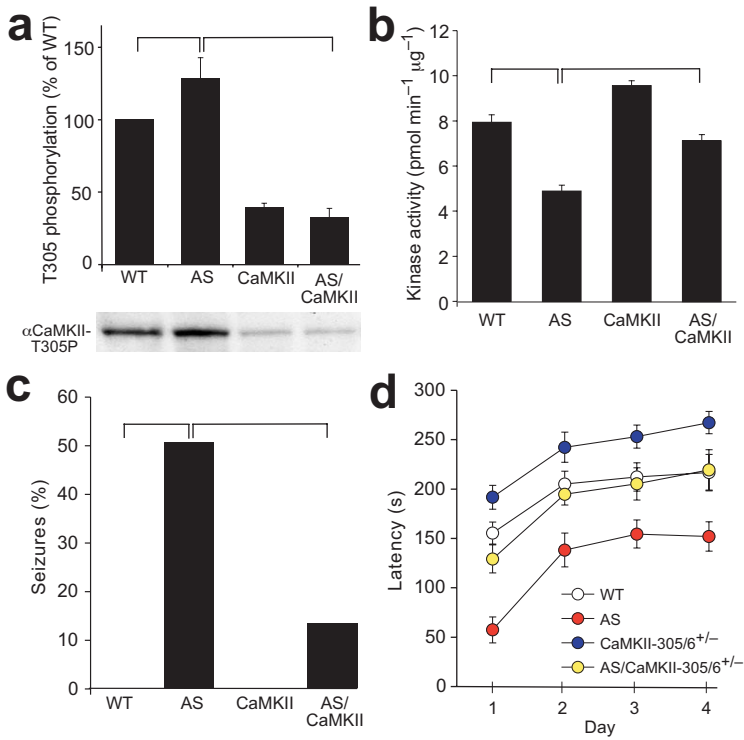 a
T305 phosphorylation (% of WT)
150
100
50
0
WT AS CaMKII AS/
CaMKII
αCaMKII-
T305P
b
Kinase activity (pmol min⁻¹ μg⁻¹)
12
10
8
6
4
2
0
WT AS CaMKII AS/
CaMKII
c
Seizures (%)
60
50
40
30
20
10
0
WT AS CaMKII AS/
CaMKII
d
Latency (s)
300
250
200
150
100
50
0
WT
AS
CaMKII-305/6⁺/⁻
AS/CaMKII-305/6⁺/⁻
1 2 3 4
Day